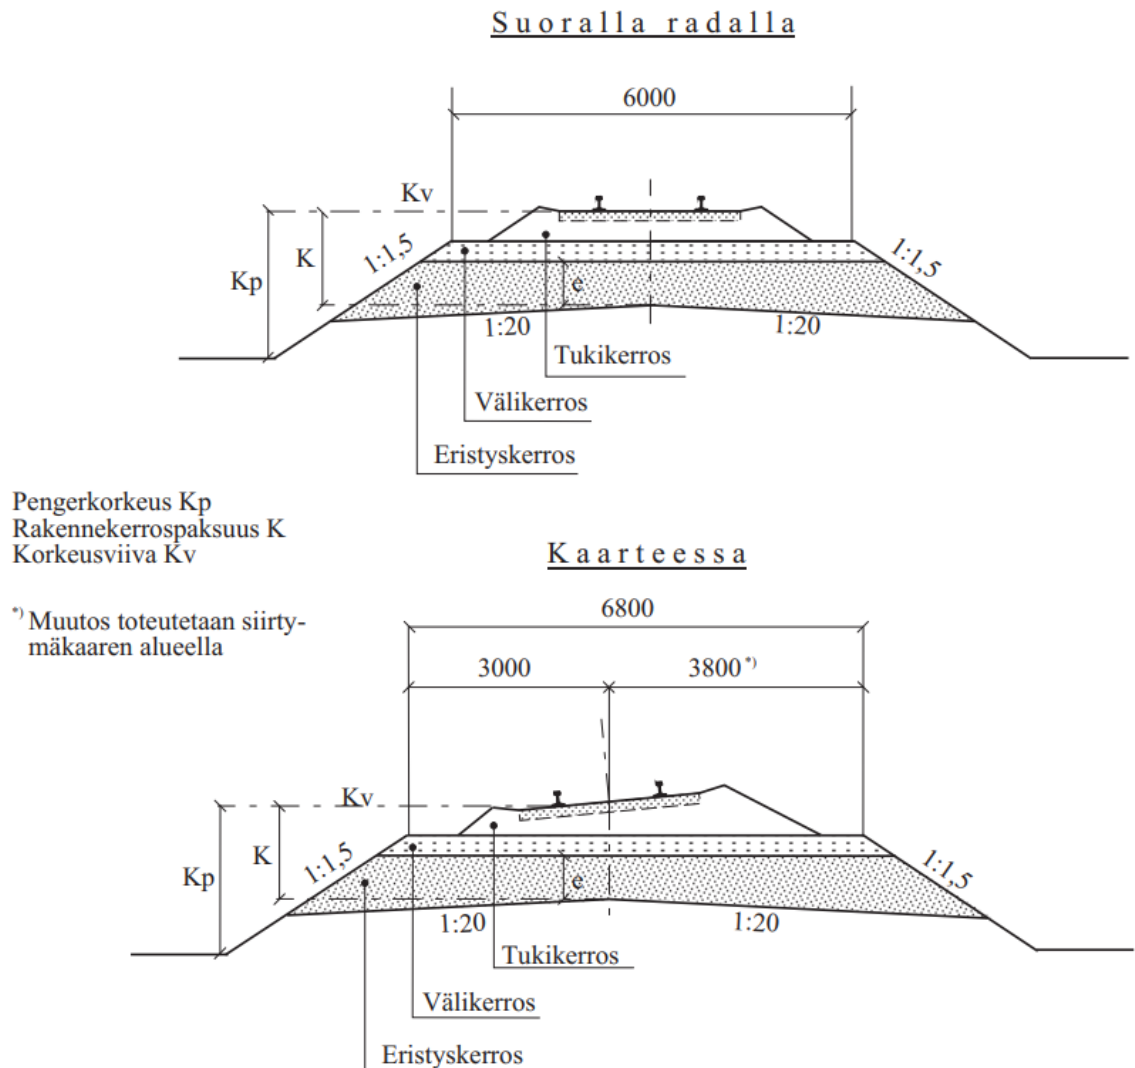 Suoralla radalla
6000
Kv
K
Kp
1:1,5
1:1,5
e
1:20
1:20
Tukikerros
Välikerros
Eristyskerros
Pengerkorkeus Kp
Rakennekerrospaksuus K
Korkeusviiva Kv
*) Muutos toteutetaan siirty-
mäkaaren alueella
Kaarteessa
6800
3000
3800 *)
Kv
K
Kp
1:1,5
1:1,5
e
1:20
1:20
Tukikerros
Välikerros
Eristyskerros